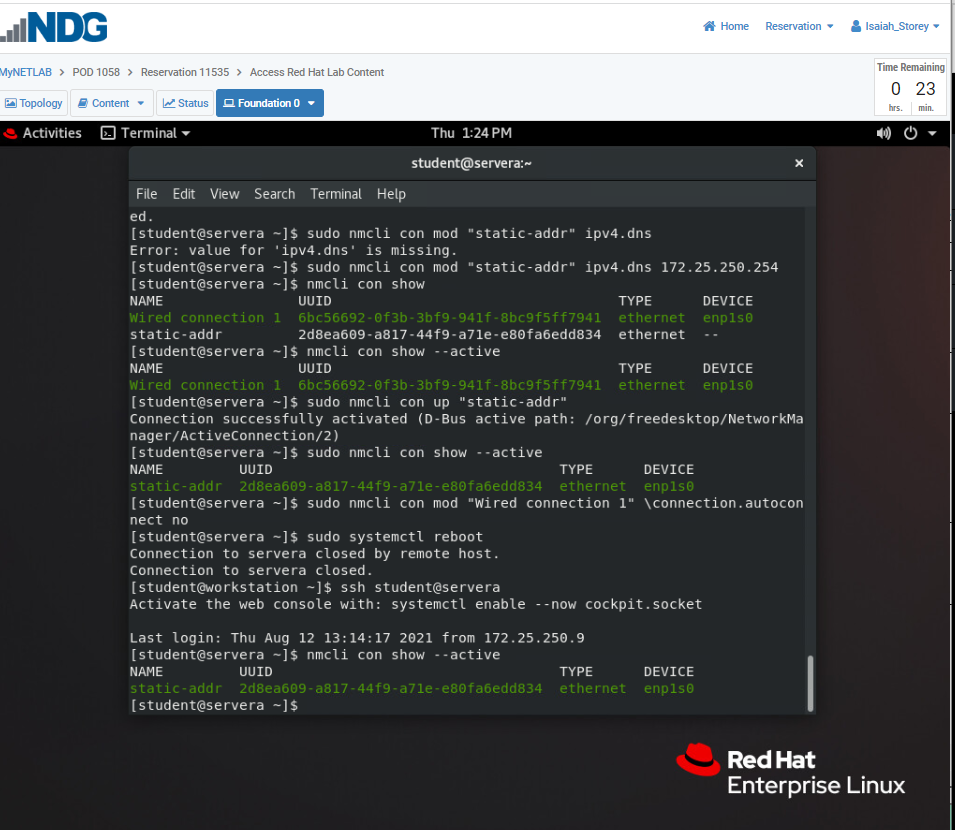 NDG
Home Reservation Isaiah_Storey
MyNETLAB > POD 1058 > Reservation 11535 > Access Red Hat Lab Content
Time Remaining
0 23
hrs. min.
Topology Content Status Foundation 0
Activities Terminal Thu 1:24 PM
student@servera:~ ×
File Edit View Search Terminal Help
ed.
[student@servera ~]$ sudo nmcli con mod "static-addr" ipv4.dns
Error: value for 'ipv4.dns' is missing.
[student@servera ~]$ sudo nmcli con mod "static-addr" ipv4.dns 172.25.250.254
[student@servera ~]$ nmcli con show
NAME UUID TYPE DEVICE
Wired connection 1 6bc56692-0f3b-3bf9-941f-8bc9f5ff7941 ethernet enp1s0
static-addr 2d8ea609-a817-44f9-a71e-e80fa6edd834 ethernet --
[student@servera ~]$ nmcli con show --active
NAME UUID TYPE DEVICE
Wired connection 1 6bc56692-0f3b-3bf9-941f-8bc9f5ff7941 ethernet enp1s0
[student@servera ~]$ sudo nmcli con up "static-addr"
Connection successfully activated (D-Bus active path: /org/freedesktop/NetworkMa
nager/ActiveConnection/2)
[student@servera ~]$ sudo nmcli con show --active
NAME UUID TYPE DEVICE
static-addr 2d8ea609-a817-44f9-a71e-e80fa6edd834 ethernet enp1s0
[student@servera ~]$ sudo nmcli con mod "Wired connection 1" \connection.autocon
nect no
[student@servera ~]$ sudo systemctl reboot
Connection to servera closed by remote host.
Connection to servera closed.
[student@workstation ~]$ ssh student@servera
Activate the web console with: systemctl enable --now cockpit.socket
Last login: Thu Aug 12 13:14:17 2021 from 172.25.250.9
[student@servera ~]$ nmcli con show --active
NAME UUID TYPE DEVICE
static-addr 2d8ea609-a817-44f9-a71e-e80fa6edd834 ethernet enp1s0
[student@servera ~]$
Red Hat
Enterprise Linux